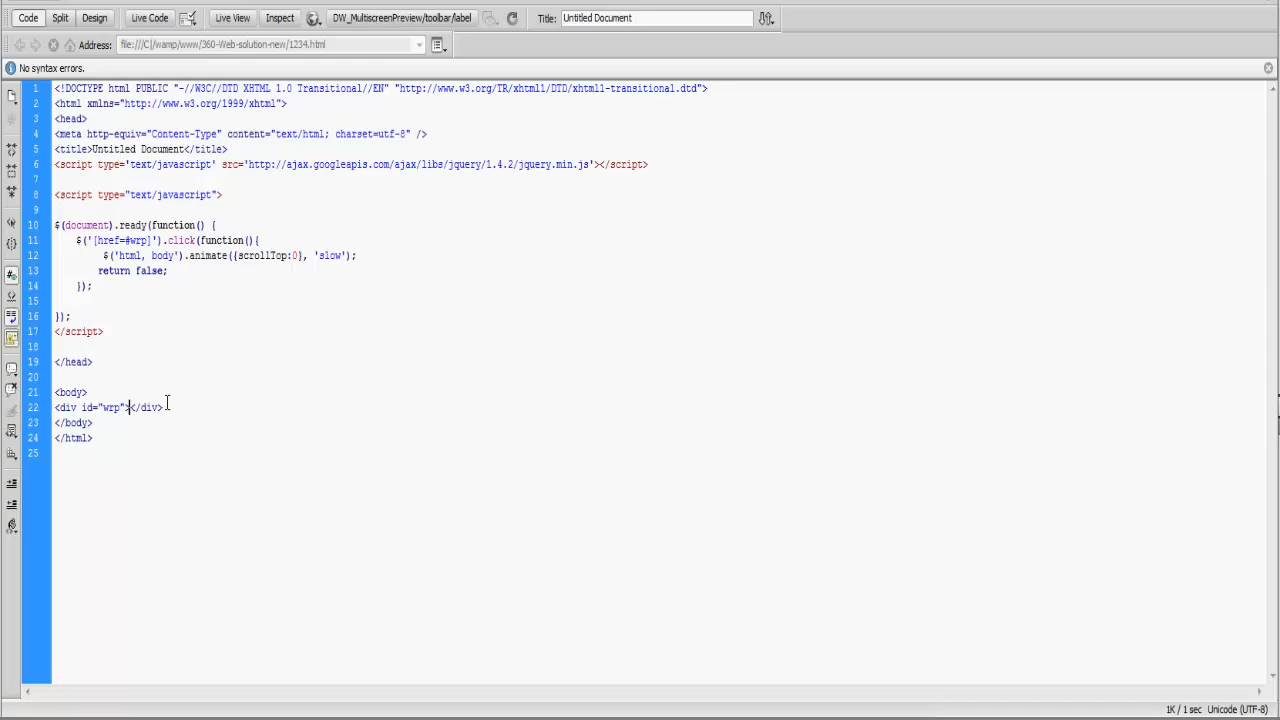 Code Split Design Live Code Live View Inspect DW_MultiscreenPreview/toolbar/label Title: Untitled Document
Address: file:///C|/wamp/www/360-Web-solution-new/1234.html
No syntax errors.
1 <!DOCTYPE html PUBLIC "-//W3C//DTD XHTML 1.0 Transitional//EN" "http://www.w3.org/TR/xhtml1/DTD/xhtml1-transitional.dtd">
2 <html xmlns="http://www.w3.org/1999/xhtml">
3 <head>
4 <meta http-equiv="Content-Type" content="text/html; charset=utf-8" />
5 <title>Untitled Document</title>
6 <script type='text/javascript' src='http://ajax.googleapis.com/ajax/libs/jquery/1.4.2/jquery.min.js'></script>
7
8 <script type="text/javascript">
9
10 $(document).ready(function() {
11 $('[href=#wrp]').click(function(){
12 $('html, body').animate({scrollTop:0}, 'slow');
13 return false;
14 });
15
16 });
17 </script>
18
19 </head>
20
21 <body>
22 <div id="wrp"></div>
23 </body>
24 </html>
25
1K / 1 sec Unicode (UTF-8)